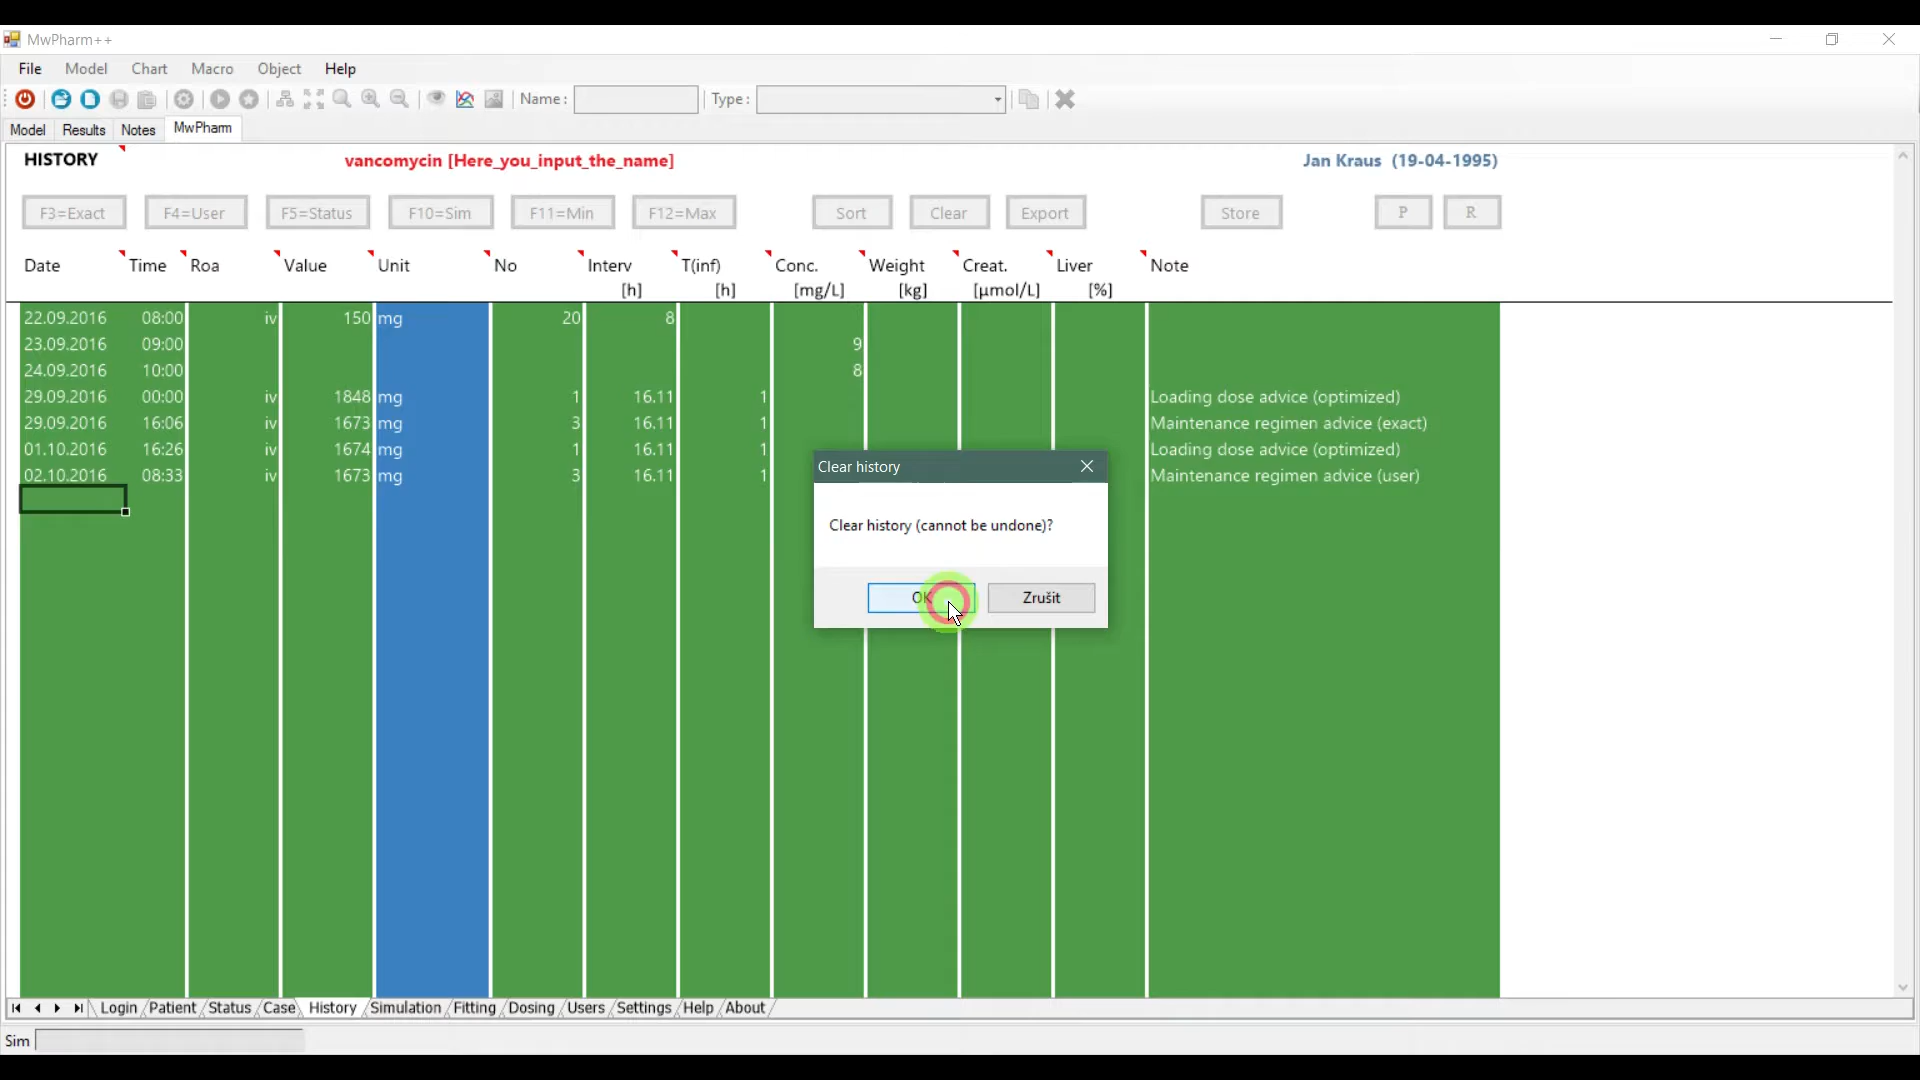 MwPharm++
File Model Chart Macro Object Help
Name: Type:
Model Results Notes MwPharm
HISTORY vancomycin [Here_you_input_the_name] Jan Kraus (19-04-1995)
F3=Exact F4=User F5=Status F10=Sim F11=Min F12=Max Sort Clear Export Store P R
Date Time Roa Value Unit No Interv T(inf) Conc. Weight Creat. Liver Note
[h] [h] [mg/L] [kg] [µmol/L] [%]
22.09.2016 08:00 iv 150 mg 20 8
23.09.2016 09:00 9
24.09.2016 10:00 8
29.09.2016 00:00 iv 1848 mg 1 16.11 1 Loading dose advice (optimized)
29.09.2016 16:06 iv 1673 mg 3 16.11 1 Maintenance regimen advice (exact)
01.10.2016 16:26 iv 1674 mg 1 16.11 1 Loading dose advice (optimized)
02.10.2016 08:33 iv 1673 mg 3 16.11 1 Maintenance regimen advice (user)
Clear history
Clear history (cannot be undone)?
OK Zrušit
Login Patient Status Case History Simulation Fitting Dosing Users Settings Help About
Sim